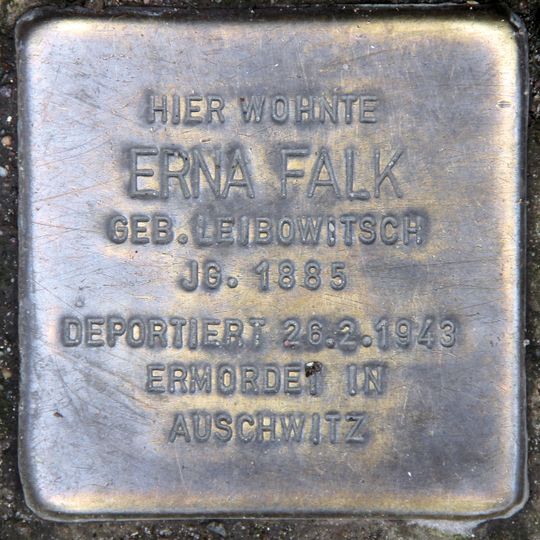 HIER WOHNTE
ERNA FALK
GEB. LEIBOWITSCH
JG. 1885
DEPORTIERT 26.2.1943
ERMORDET IN
AUSCHWITZ